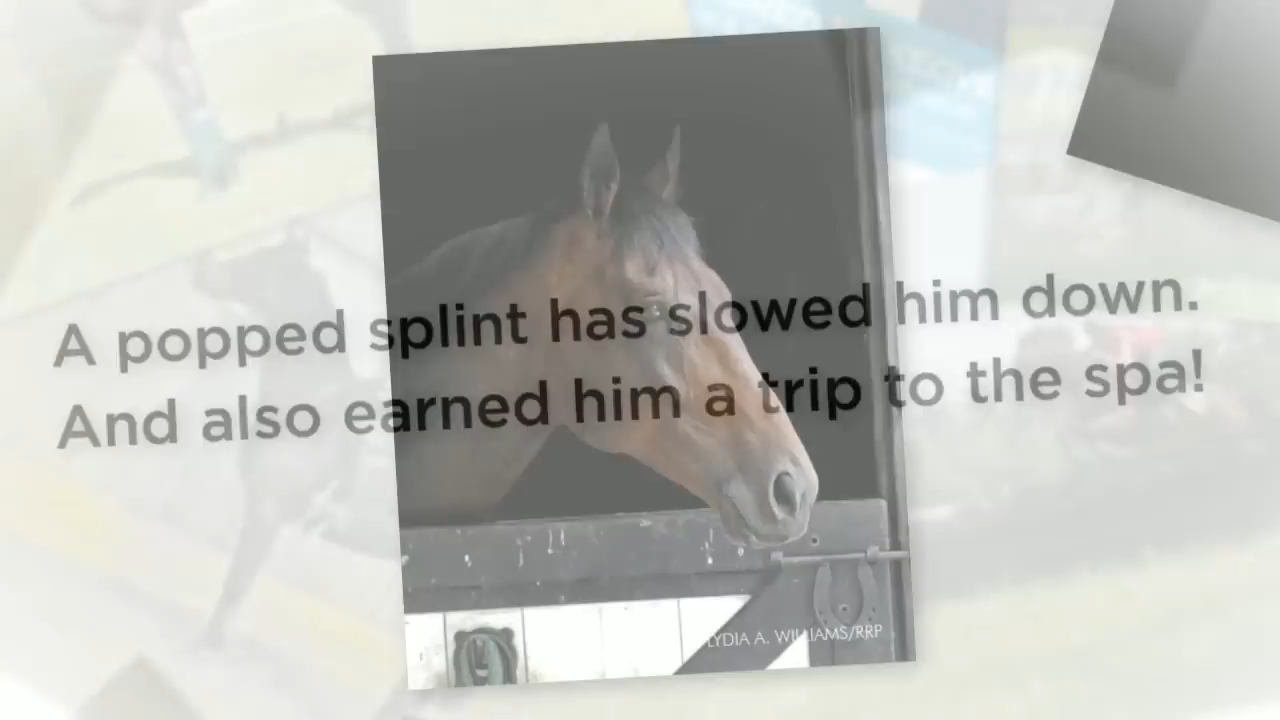 A popped splint has slowed him down.
And also earned him a trip to the spa!
LYDIA A. WILLIAMS/RRP